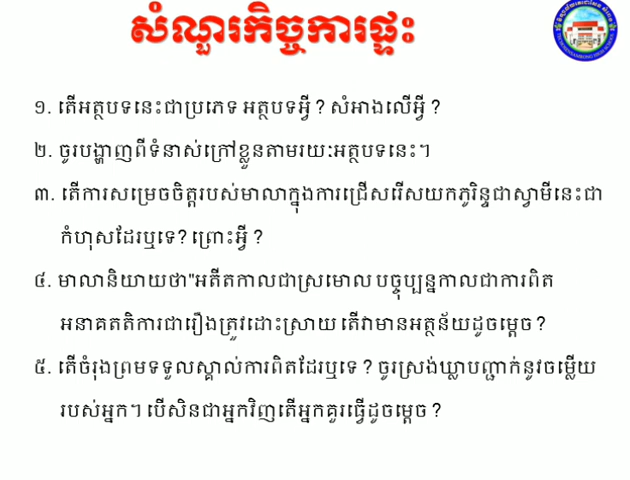 សំណួរកិច្ចការផ្ទះ
១. តើអត្ថបទនេះជាប្រភេទ អត្ថបទអ្វី ? សំអាងលើអ្វី ?
២. ចូរបង្ហាញពីទំនាស់ក្រៅខ្លួនតាមរយៈអត្ថបទនេះ។
៣. តើការសម្រេចចិត្តរបស់មាលាក្នុងការជ្រើសរើសយកភូរិន្ទជាស្វាមីនេះជា
កំហុសដែរឬទេ? ព្រោះអ្វី ?
៤. មាលានិយាយថា"អតីតកាលជាស្រមោល បច្ចុប្បន្នកាលជាការពិត
អនាគតតិការជារឿងត្រូវដោះស្រាយ តើវាមានអត្ថន័យដូចម្តេច ?
៥. តើចំរុងព្រមទទួលស្គាល់ការពិតដែរឬទេ ? ចូរស្រង់ឃ្លាបញ្ជាក់នូវចម្លើយ
របស់អ្នក។ បើសិនជាអ្នកវិញតើអ្នកគួរធ្វើដូចម្តេច ?